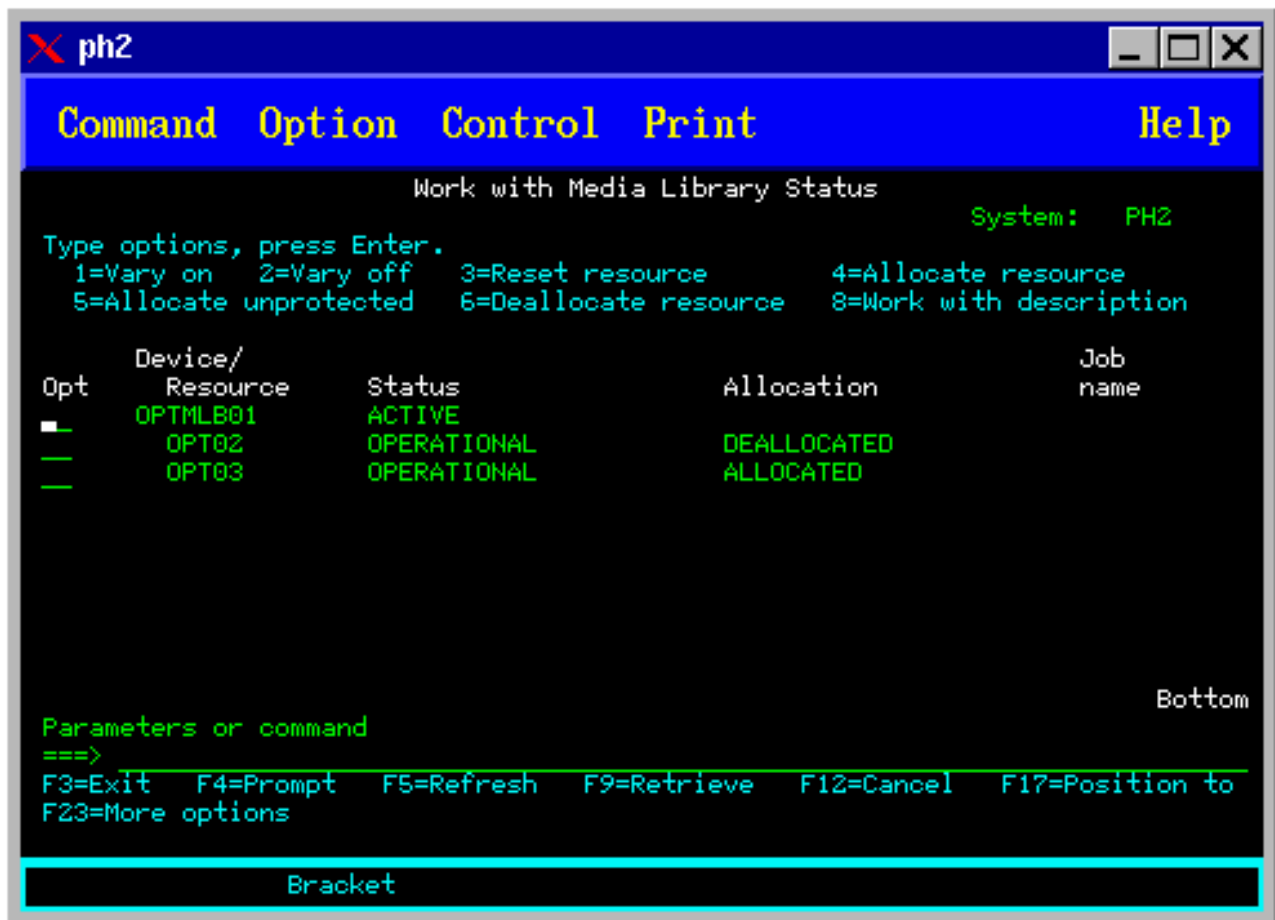 ph2
Command Option Control Print Help
Work with Media Library Status
System: PH2
Type options, press Enter.
1=Vary on 2=Vary off 3=Reset resource 4=Allocate resource
5=Allocate unprotected 6=Deallocate resource 8=Work with description
Device/ Job
Opt Resource Status Allocation name
OPTMLB01 ACTIVE
OPT02 OPERATIONAL DEALLOCATED
OPT03 OPERATIONAL ALLOCATED
Bottom
Parameters or command
===>
F3=Exit F4=Prompt F5=Refresh F9=Retrieve F12=Cancel F17=Position to
F23=More options
Bracket